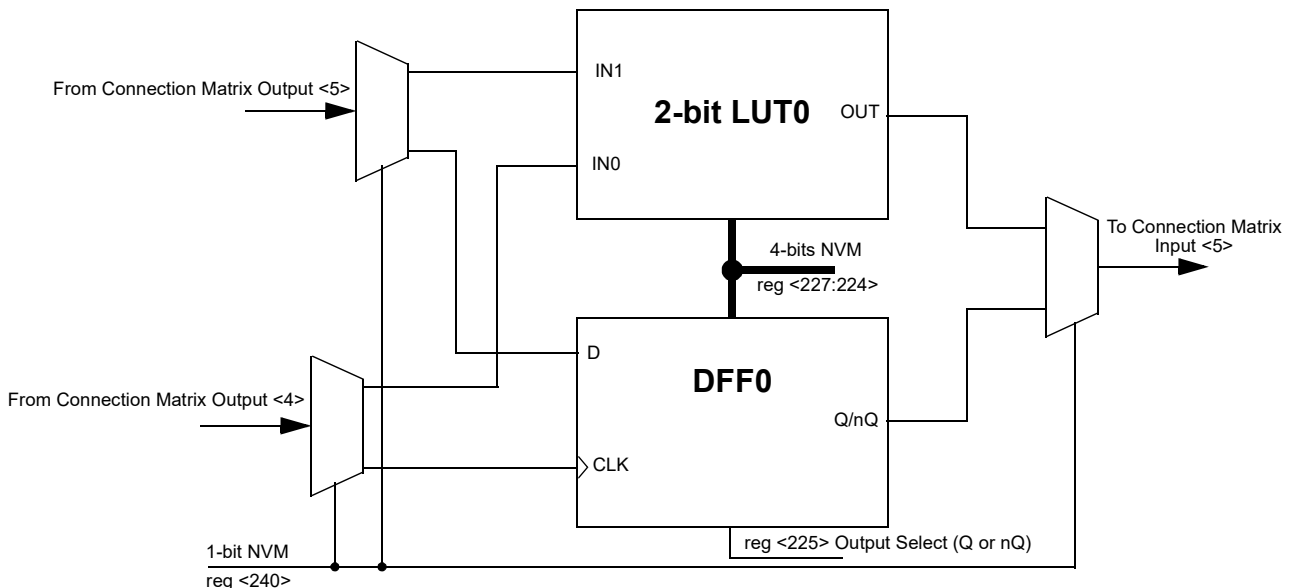 From Connection Matrix Output <5>
IN1
2-bit LUT0
OUT
IN0
To Connection Matrix
Input <5>
4-bits NVM
reg <227:224>
D
DFF0
From Connection Matrix Output <4>
Q/nQ
CLK
reg <225> Output Select (Q or nQ)
1-bit NVM
reg <240>